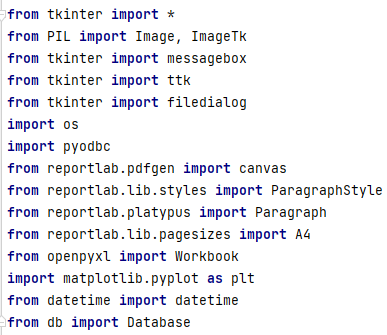 from tkinter import *
from PIL import Image, ImageTk
from tkinter import messagebox
from tkinter import ttk
from tkinter import filedialog
import os
import pyodbc
from reportlab.pdfgen import canvas
from reportlab.lib.styles import ParagraphStyle
from reportlab.platypus import Paragraph
from reportlab.lib.pagesizes import A4
from openpyxl import Workbook
import matplotlib.pyplot as plt
from datetime import datetime
from db import Database